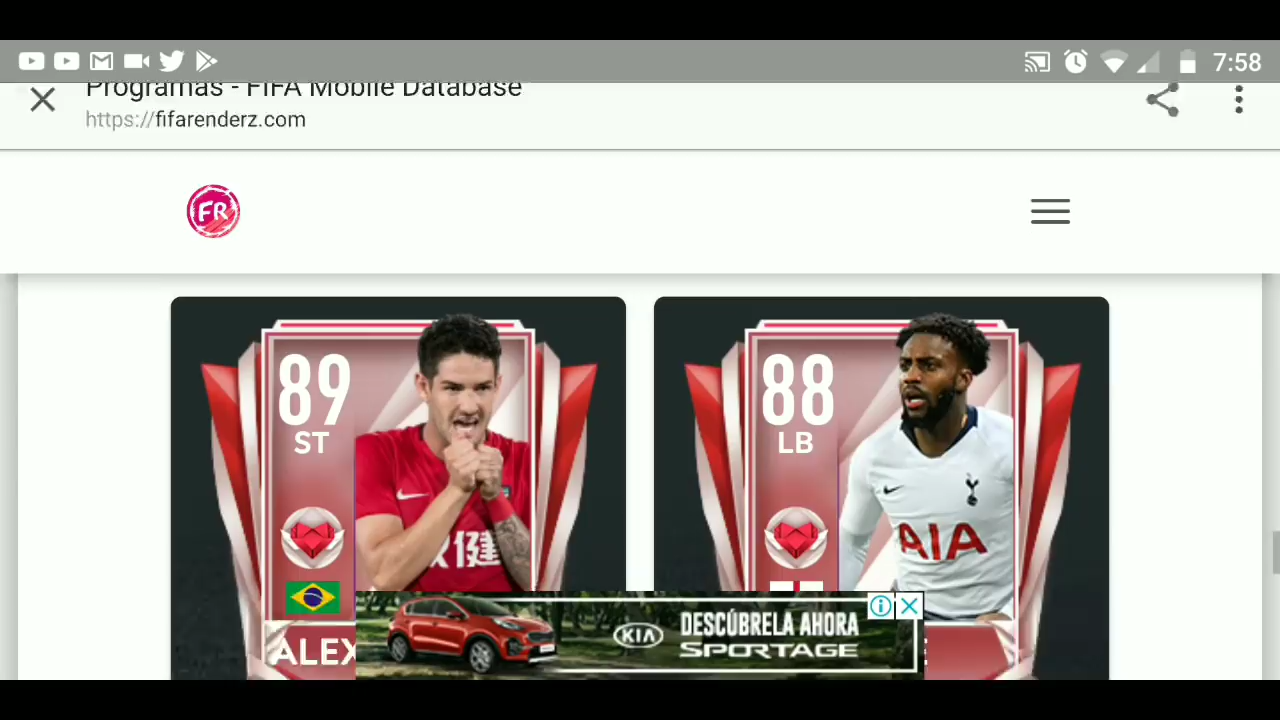 7:58
Programas - FIFA Mobile Database
https://fifarenderz.com
FR
89
ST
88
LB
健
AIA
ALEX
KIA
DESCÚBRELA AHORA
SPORTAGE